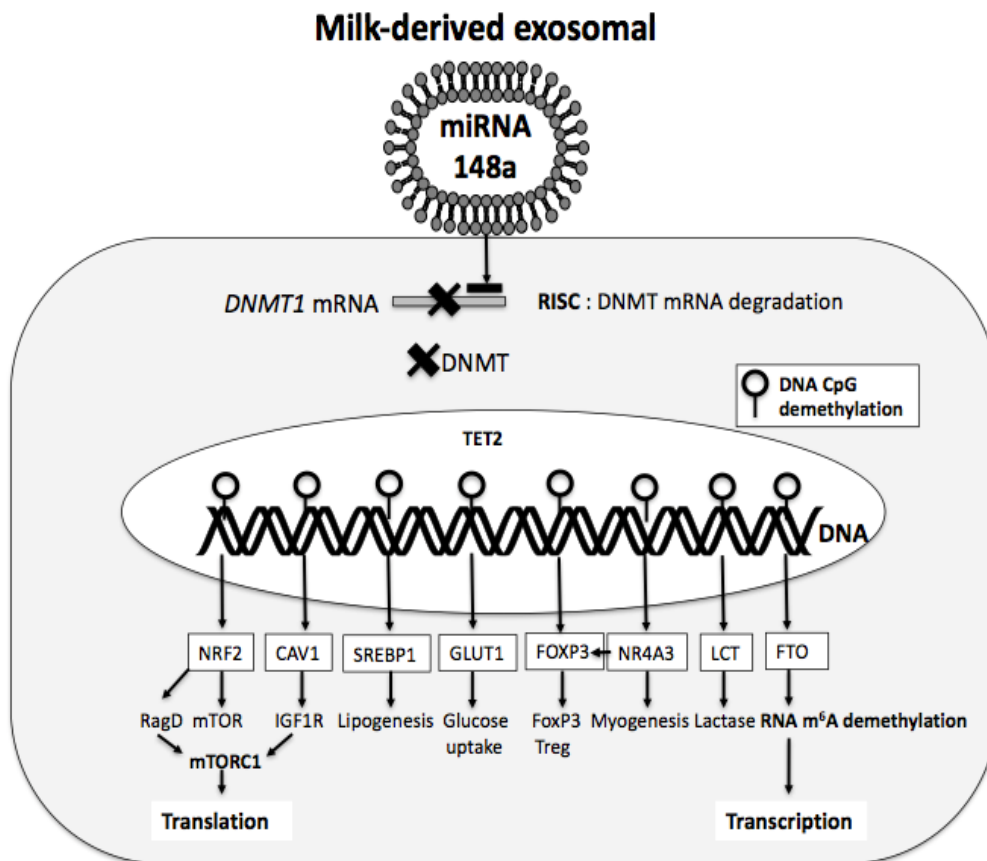 Milk-derived exosomal
miRNA
148a
DNMT1 mRNA
RISC : DNMT mRNA degradation
DNMT
DNA CpG
demethylation
TET2
DNA
NRF2 CAV1 SREBP1 GLUT1 FOXP3 NR4A3 LCT FTO
RagD mTOR IGF1R Lipogenesis Glucose uptake FoxP3 Treg Myogenesis Lactase RNA m⁶A demethylation
mTORC1
Translation Transcription